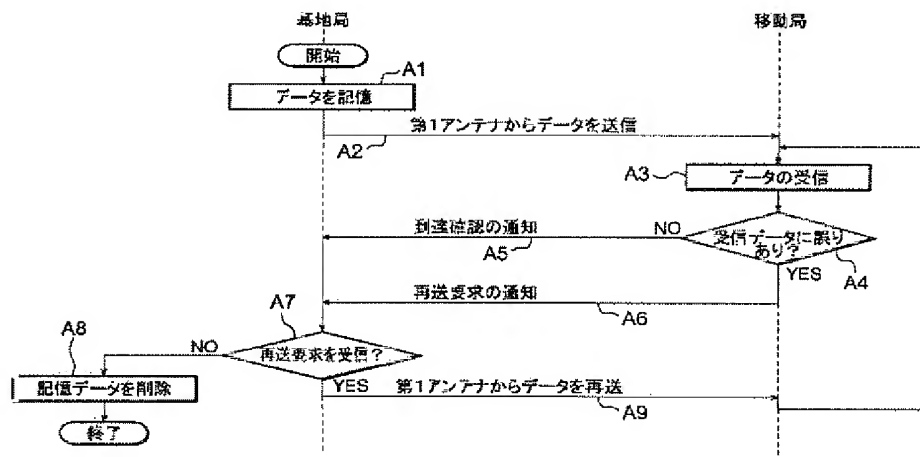 基地局
移動局
開始
A1
データを記憶
第1アンテナからデータを送信
A2
A3
データの受信
到達確認の通知
NO
受信データに誤り
あり?
A5
YES
A4
再送要求の通知
A7
A6
A8
NO
再送要求を受信?
記憶データを削除
YES
第1アンテナからデータを再送
A9
終了